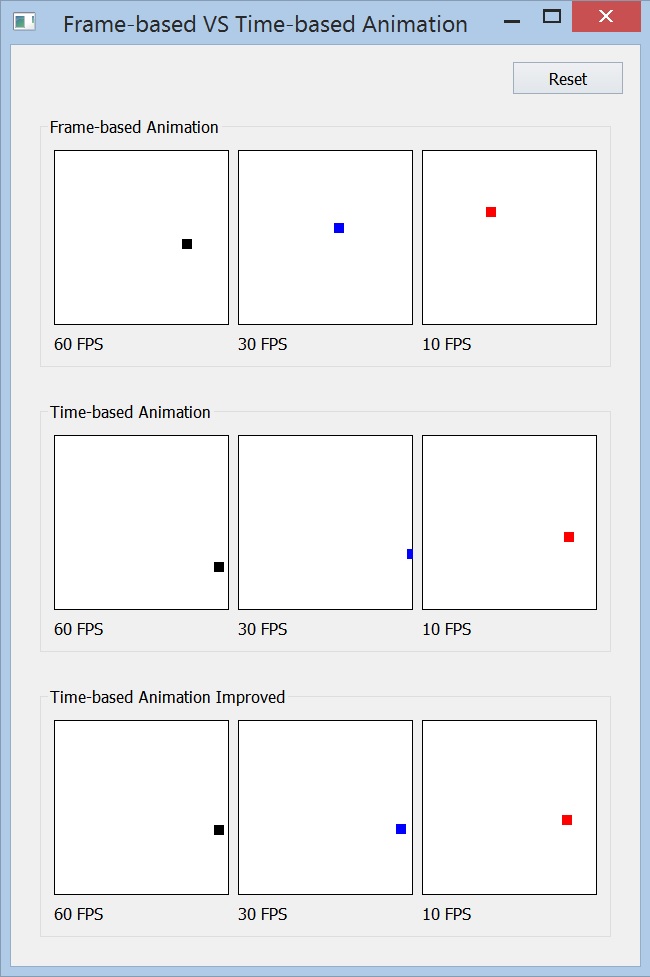 Frame-based VS Time-based Animation
Reset
Frame-based Animation
60 FPS
30 FPS
10 FPS
Time-based Animation
60 FPS
30 FPS
10 FPS
Time-based Animation Improved
60 FPS
30 FPS
10 FPS